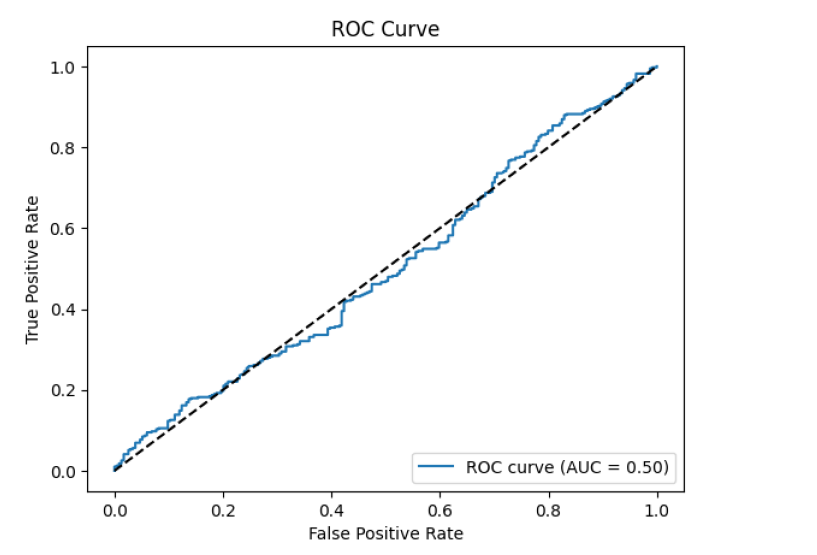 ROC Curve
True Positive Rate
1.0
0.8
0.6
0.4
0.2
0.0
ROC curve (AUC = 0.50)
0.0 0.2 0.4 0.6 0.8 1.0
False Positive Rate